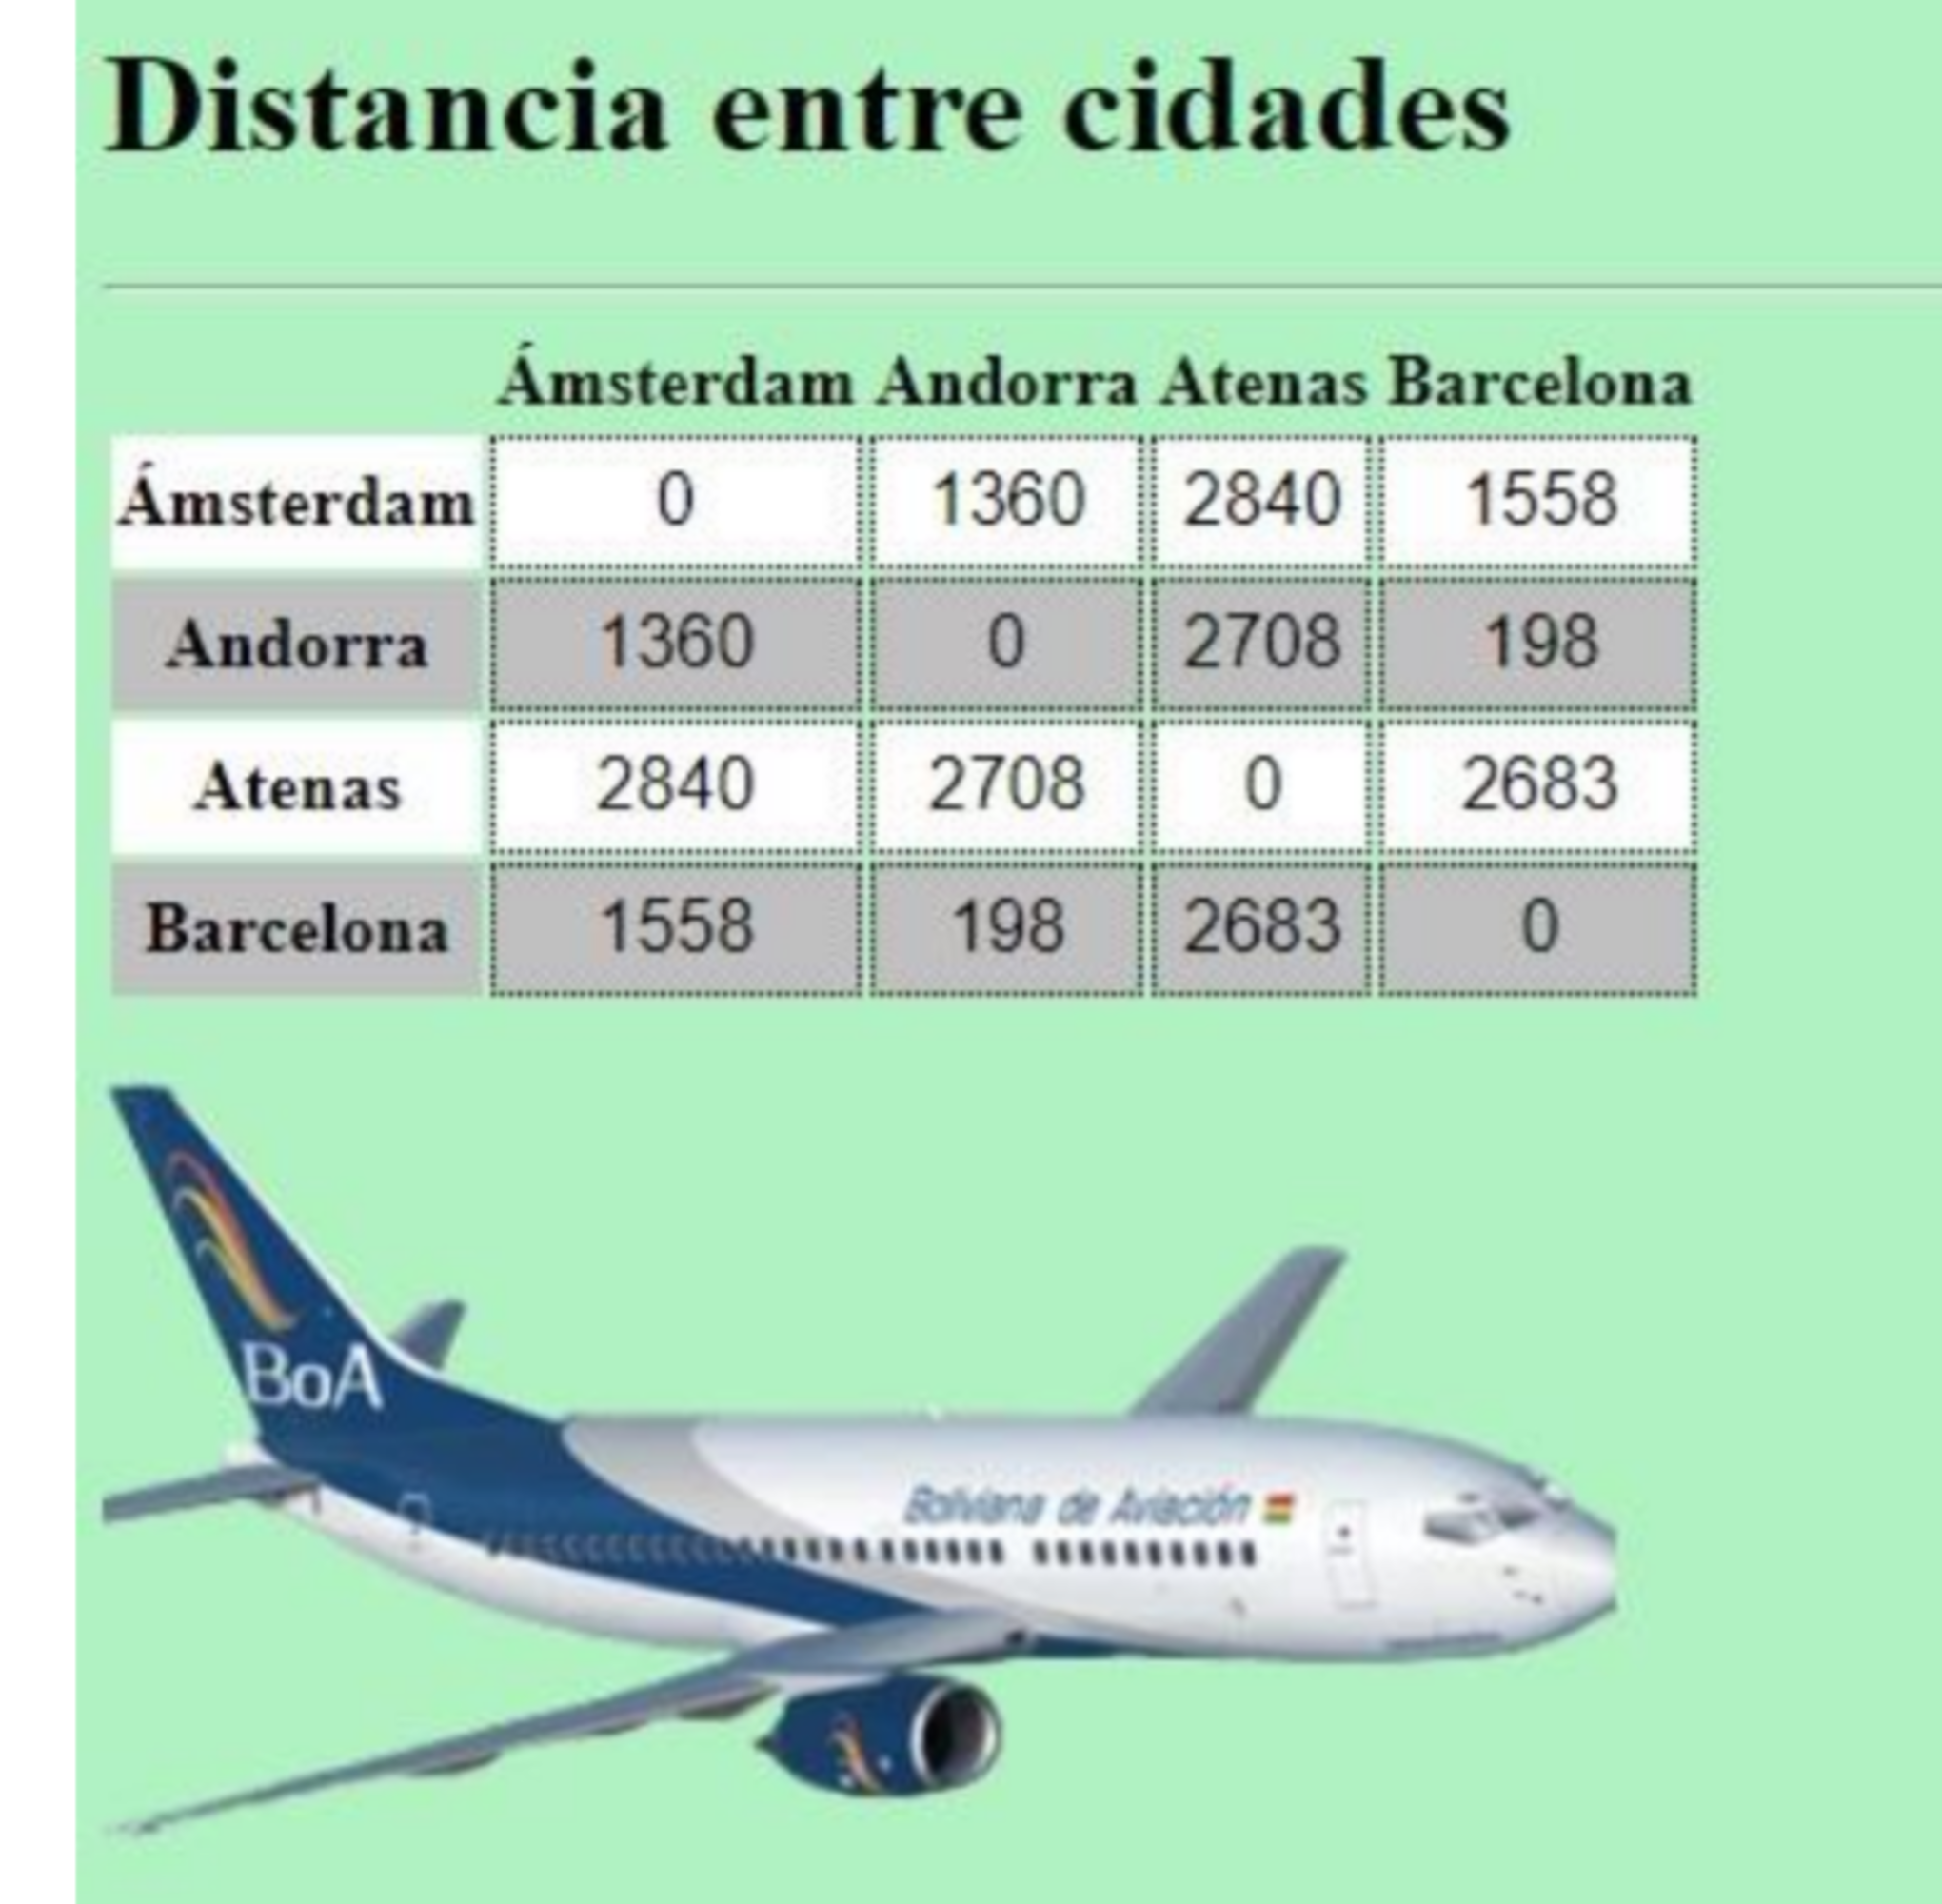 Distancia entre cidades
Ámsterdam Andorra Atenas Barcelona
Ámsterdam 0 1360 2840 1558
Andorra 1360 0 2708 198
Atenas 2840 2708 0 2683
Barcelona 1558 198 2683 0
BoA
Boliviana de Aviación